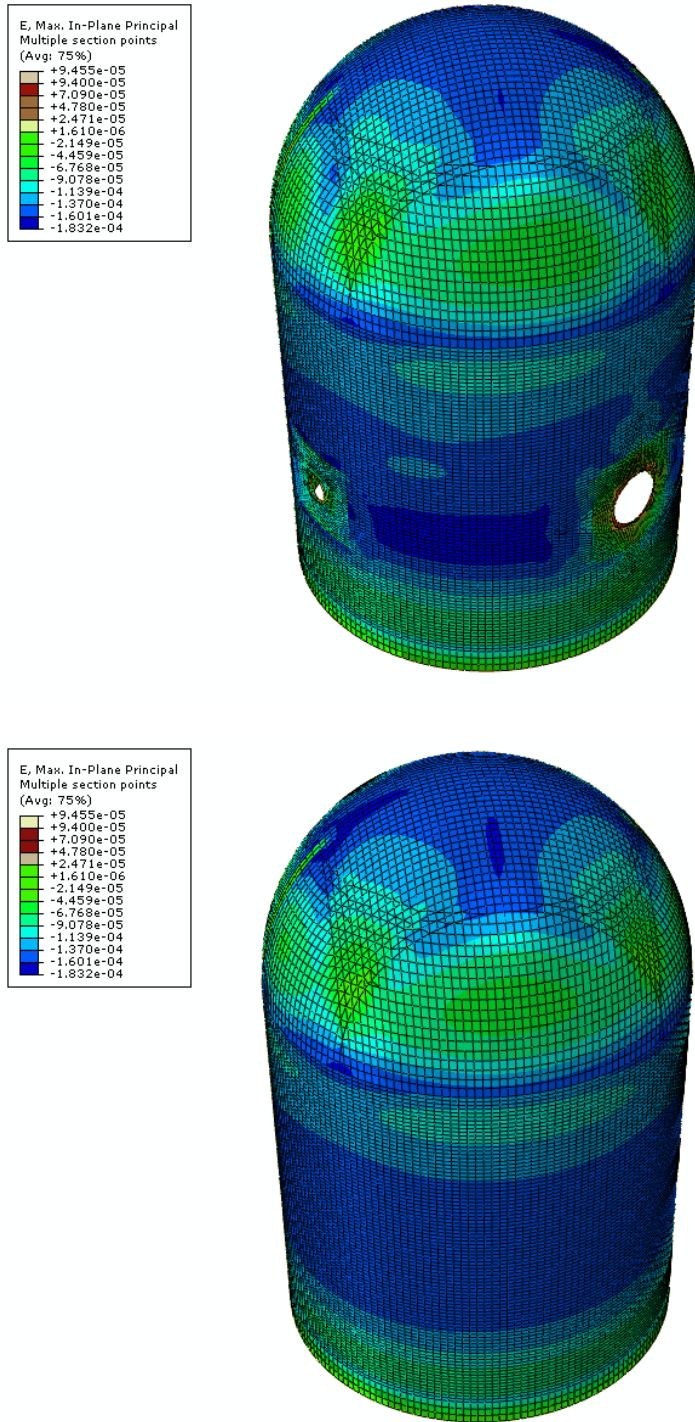 E, Max. In-Plane Principal
Multiple section points
(Avg: 75%)
+9.455e-05
+9.400e-05
+7.090e-05
+4.780e-05
+2.471e-05
+1.610e-06
-2.149e-05
-4.459e-05
-6.768e-05
-9.078e-05
-1.139e-04
-1.370e-04
-1.601e-04
-1.832e-04
E, Max. In-Plane Principal
Multiple section points
(Avg: 75%)
+9.455e-05
+9.400e-05
+7.090e-05
+4.780e-05
+2.471e-05
+1.610e-06
-2.149e-05
-4.459e-05
-6.768e-05
-9.078e-05
-1.139e-04
-1.370e-04
-1.601e-04
-1.832e-04